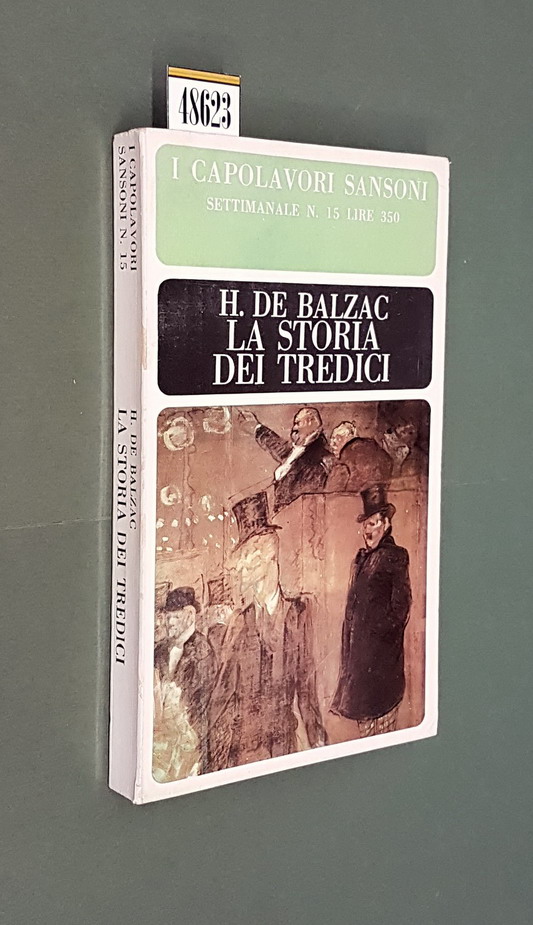 48623
I CAPOLAVORI SANSONI
SETTIMANALE N. 15 LIRE 350
H. DE BALZAC
LA STORIA
DEI TREDICI
I CAPOLAVORI
SANSONI N. 15
H. DE BALZAC
LA STORIA DEI TREDICI